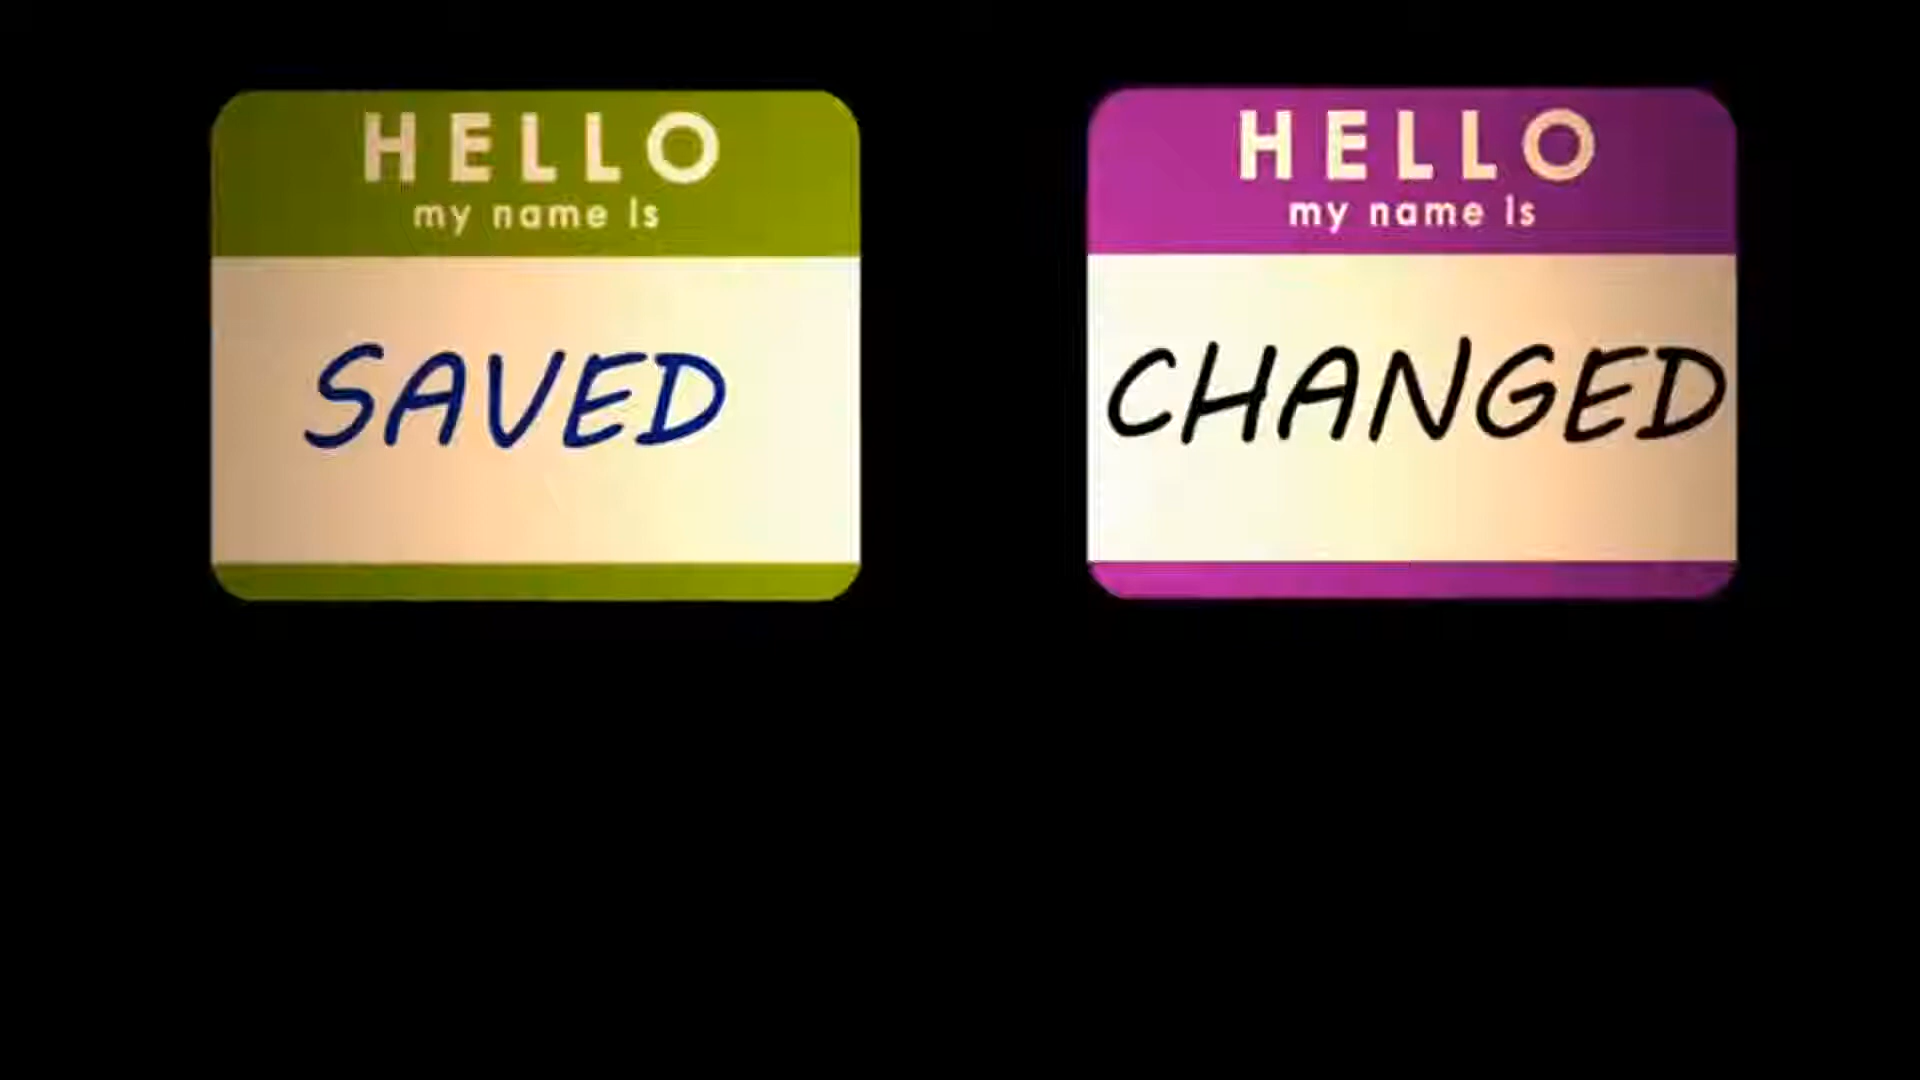 HELLO
my name is
SAVED
HELLO
my name is
CHANGED